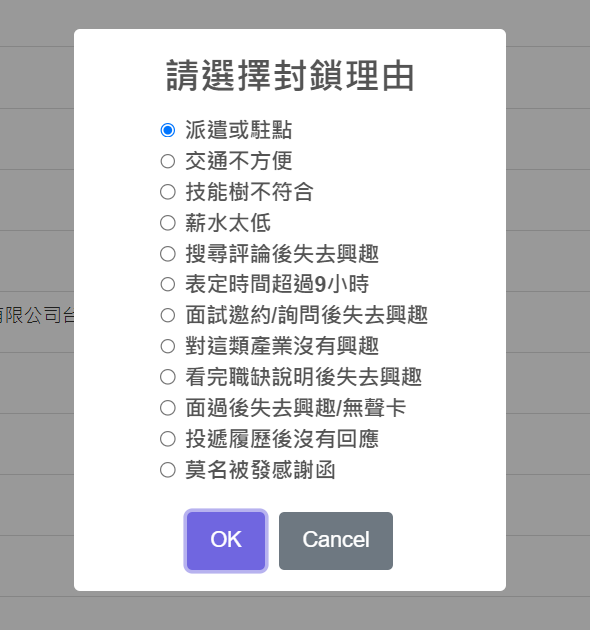 請選擇封鎖理由
派遣或駐點
交通不方便
技能樹不符合
薪水太低
搜尋評論後失去興趣
表定時間超過9小時
有限公司台
面試邀約/詢問後失去興趣
對這類產業沒有興趣
看完職缺說明後失去興趣
面過後失去興趣/無聲卡
投遞履歷後沒有回應
莫名被發感謝函
OK
Cancel